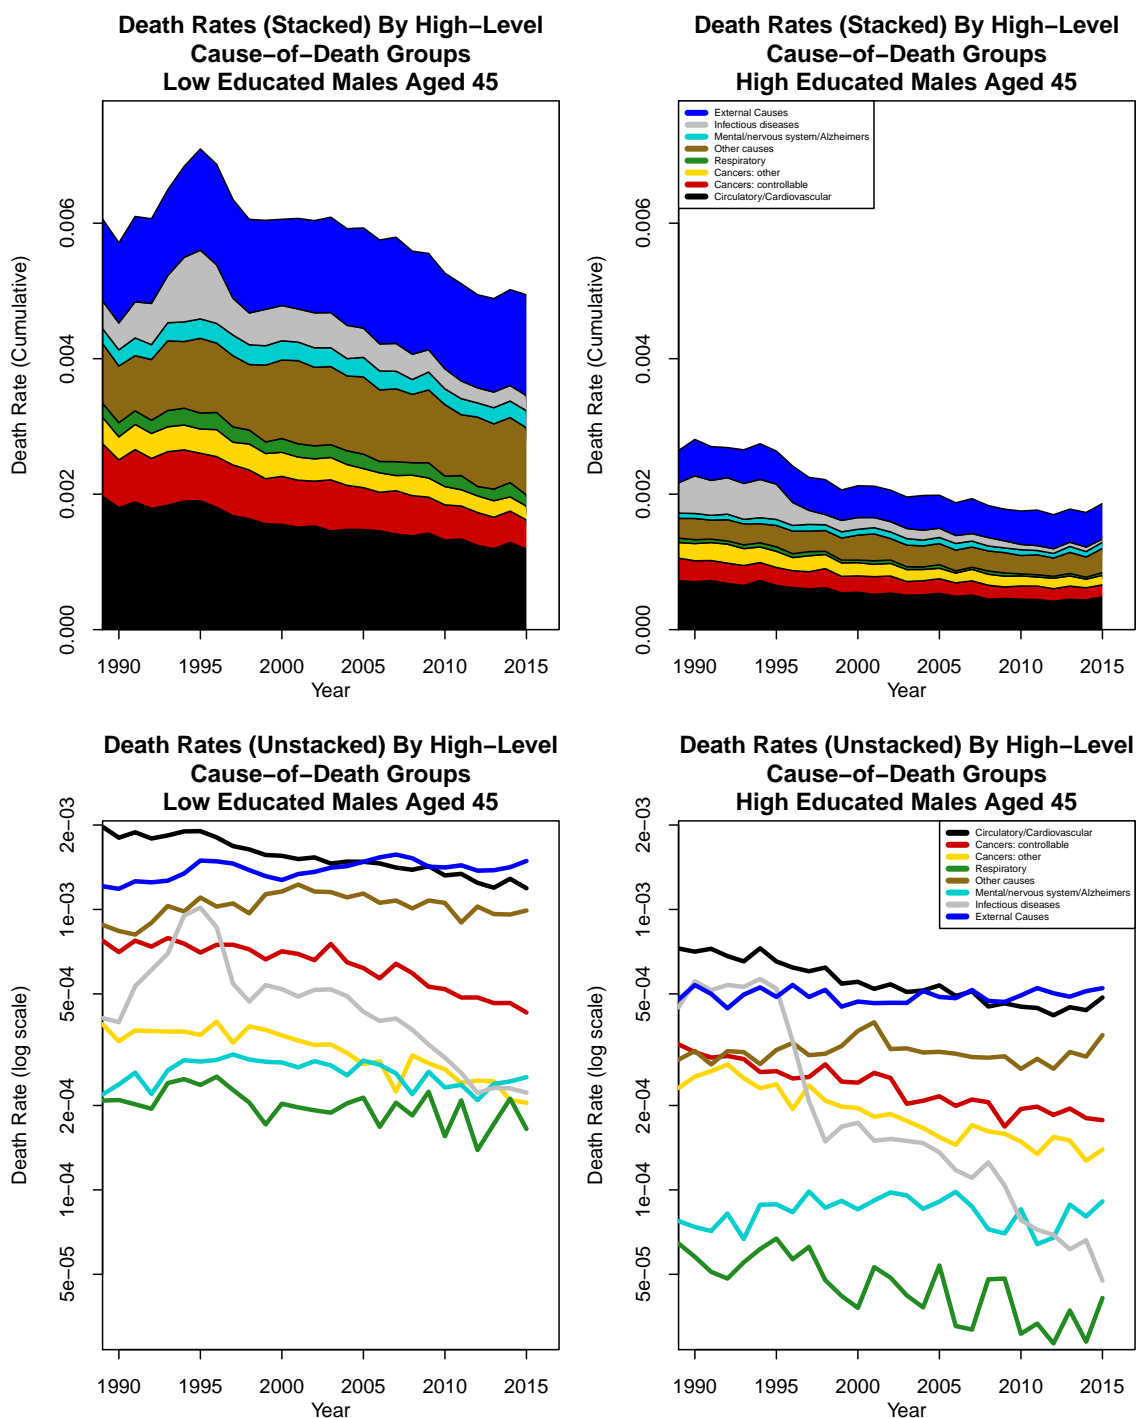 Death Rates (Stacked) By High−Level
Cause−of−Death Groups
Low Educated Males Aged 45
Death Rate (Cumulative)
0.006
0.004
0.002
0.000
1990 1995 2000 2005 2010 2015
Year
Death Rates (Stacked) By High−Level
Cause−of−Death Groups
High Educated Males Aged 45
External Causes
Infectious diseases
Mental/nervous system/Alzheimers
Other causes
Respiratory
Cancers: other
Cancers: controllable
Circulatory/Cardiovascular
Death Rate (Cumulative)
0.006
0.004
0.002
0.000
1990 1995 2000 2005 2010 2015
Year
Death Rates (Unstacked) By High−Level
Cause−of−Death Groups
Low Educated Males Aged 45
Death Rate (log scale)
2e−03
1e−03
5e−04
2e−04
1e−04
5e−05
1990 1995 2000 2005 2010 2015
Year
Death Rates (Unstacked) By High−Level
Cause−of−Death Groups
High Educated Males Aged 45
Circulatory/Cardiovascular
Cancers: controllable
Cancers: other
Respiratory
Other causes
Mental/nervous system/Alzheimers
Infectious diseases
External Causes
Death Rate (log scale)
2e−03
1e−03
5e−04
2e−04
1e−04
5e−05
1990 1995 2000 2005 2010 2015
Year